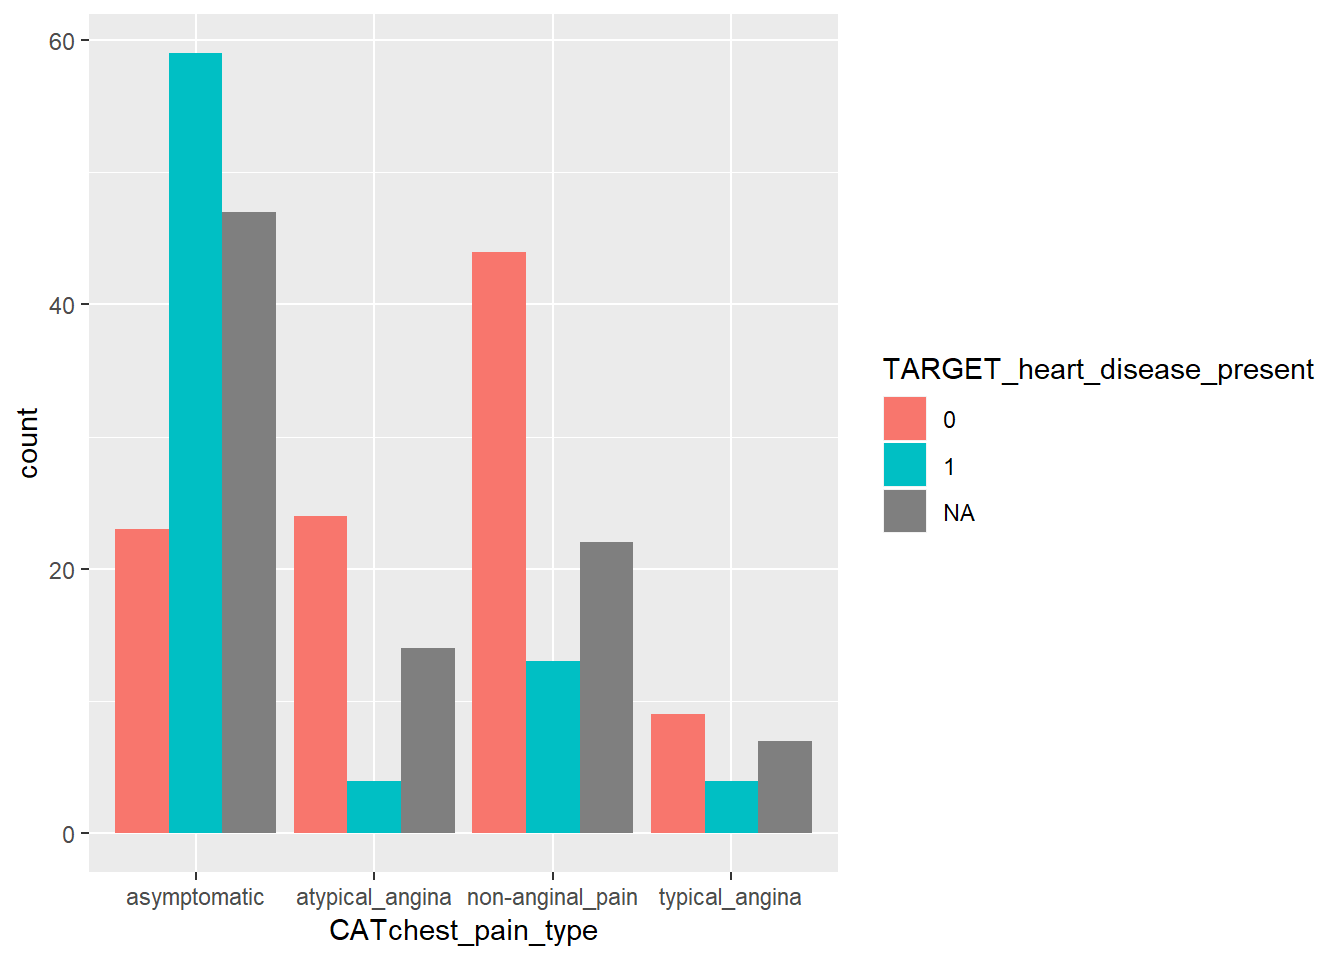 60
40
20
0
count
asymptomatic
atypical_angina
non-anginal_pain
typical_angina
CATchest_pain_type
TARGET_heart_disease_present
0
1
NA